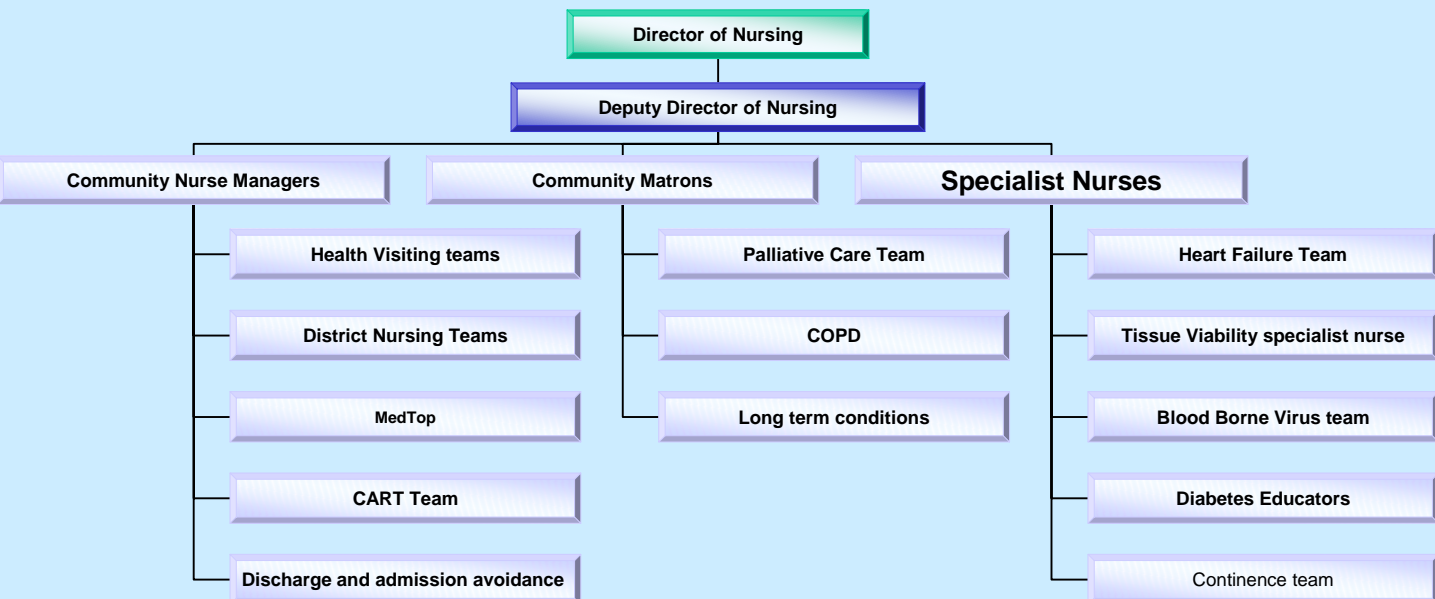 Director of Nursing
Deputy Director of Nursing
Community Nurse Managers
Community Matrons
Specialist Nurses
Health Visiting teams
Palliative Care Team
Heart Failure Team
District Nursing Teams
COPD
Tissue Viability specialist nurse
MedTop
Long term conditions
Blood Borne Virus team
CART Team
Diabetes Educators
Discharge and admission avoidance
Continence team